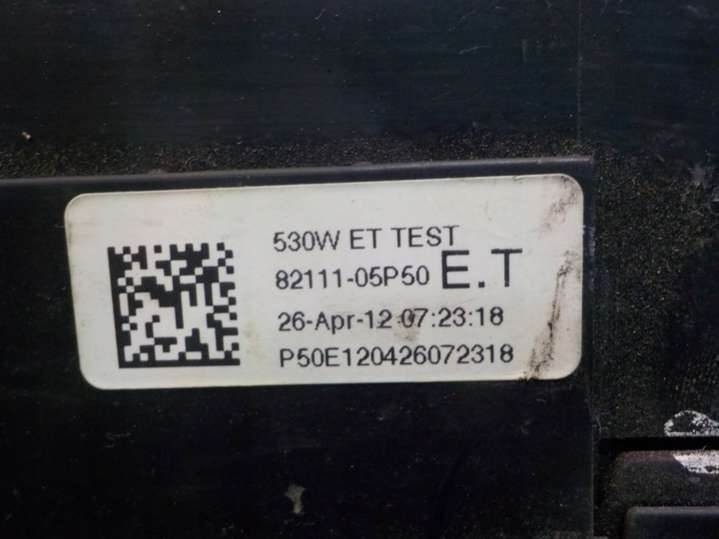 530W ET TEST
82111-05P50 E.T
26-Apr-12 07:23:18
P50E120426072318